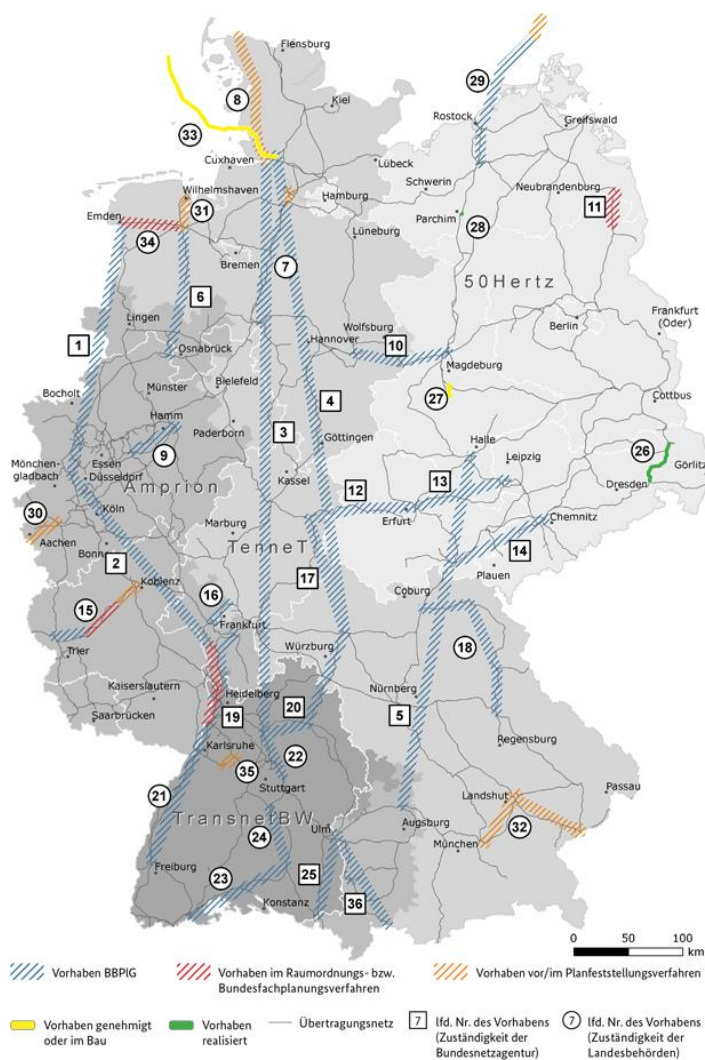 Flensburg
29
8
Kiel
33
Rostock
Greifswald
Cuxhaven
Lübeck
Wilhelmshaven
Schwerin
Neubrandenburg
Hamburg
11
Emden
31
Parchim
28
34
Lüneburg
Bremen
7
50Hertz
6
Lingen
Wolfsburg
Frankfurt
(Oder)
1
Hannover
10
Berlin
Osnabrück
Magdeburg
Bocholt
Münster
Bielefeld
4
27
Cottbus
Hamm
Paderborn
3
Göttingen
Halle
26
9
Essen
Leipzig
Görlitz
Mönchen-
gladbach
Düsseldorf
Amprion
Kassel
12
13
Dresden
30
Köln
Erfurt
Chemnitz
Aachen
Marburg
Bonn
2
TenneT
14
17
Plauen
Koblenz
16
Coburg
15
Frankfurt
18
Trier
Würzburg
Kaiserslautern
Nürnberg
Heidelberg
20
5
Saarbrücken
19
Regensburg
Karlsruhe
22
35
Passau
21
Stuttgart
Landshut
TransnetBW
24
Ulm
Augsburg
32
München
Freiburg
23
25
36
Konstanz
0 50 100
km
Vorhaben BBPlG
Vorhaben im Raumordnungs- bzw.
Bundesfachplanungsverfahren
Vorhaben vor/im Planfeststellungsverfahren
Vorhaben genehmigt
oder im Bau
Vorhaben
realisiert
Übertragungsnetz
7 lfd. Nr. des Vorhabens
(Zuständigkeit der
Bundesnetzagentur)
7 lfd. Nr. des Vorhabens
(Zuständigkeit der
Landesbehörden)